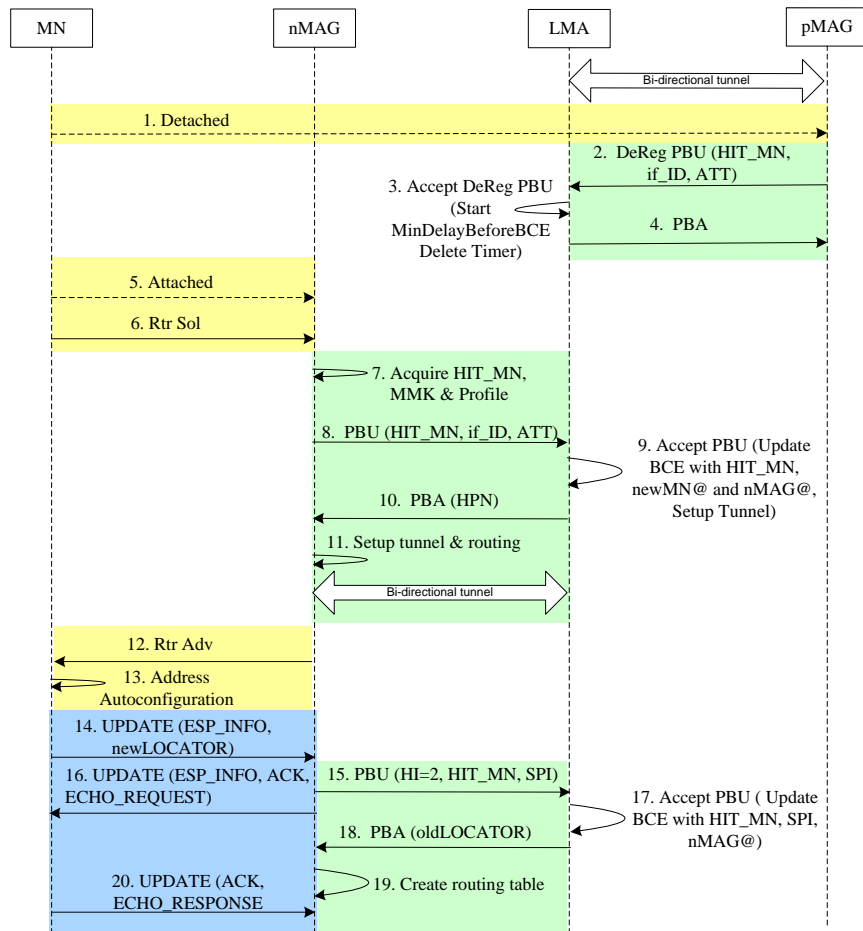 MN
nMAG
LMA
pMAG
Bi-directional tunnel
1. Detached
2. DeReg PBU (HIT_MN,
if_ID, ATT)
3. Accept DeReg PBU
(Start
MinDelayBeforeBCE
Delete Timer)
4. PBA
5. Attached
6. Rtr Sol
7. Acquire HIT_MN,
MMK & Profile
8. PBU (HIT_MN, if_ID, ATT)
9. Accept PBU (Update
BCE with HIT_MN,
newMN@ and nMAG@,
Setup Tunnel)
10. PBA (HPN)
11. Setup tunnel & routing
Bi-directional tunnel
12. Rtr Adv
13. Address
Autoconfiguration
14. UPDATE (ESP_INFO,
newLOCATOR)
15. PBU (HI=2, HIT_MN, SPI)
16. UPDATE (ESP_INFO, ACK,
ECHO_REQUEST)
17. Accept PBU ( Update
BCE with HIT_MN, SPI,
nMAG@)
18. PBA (oldLOCATOR)
19. Create routing table
20. UPDATE (ACK,
ECHO_RESPONSE